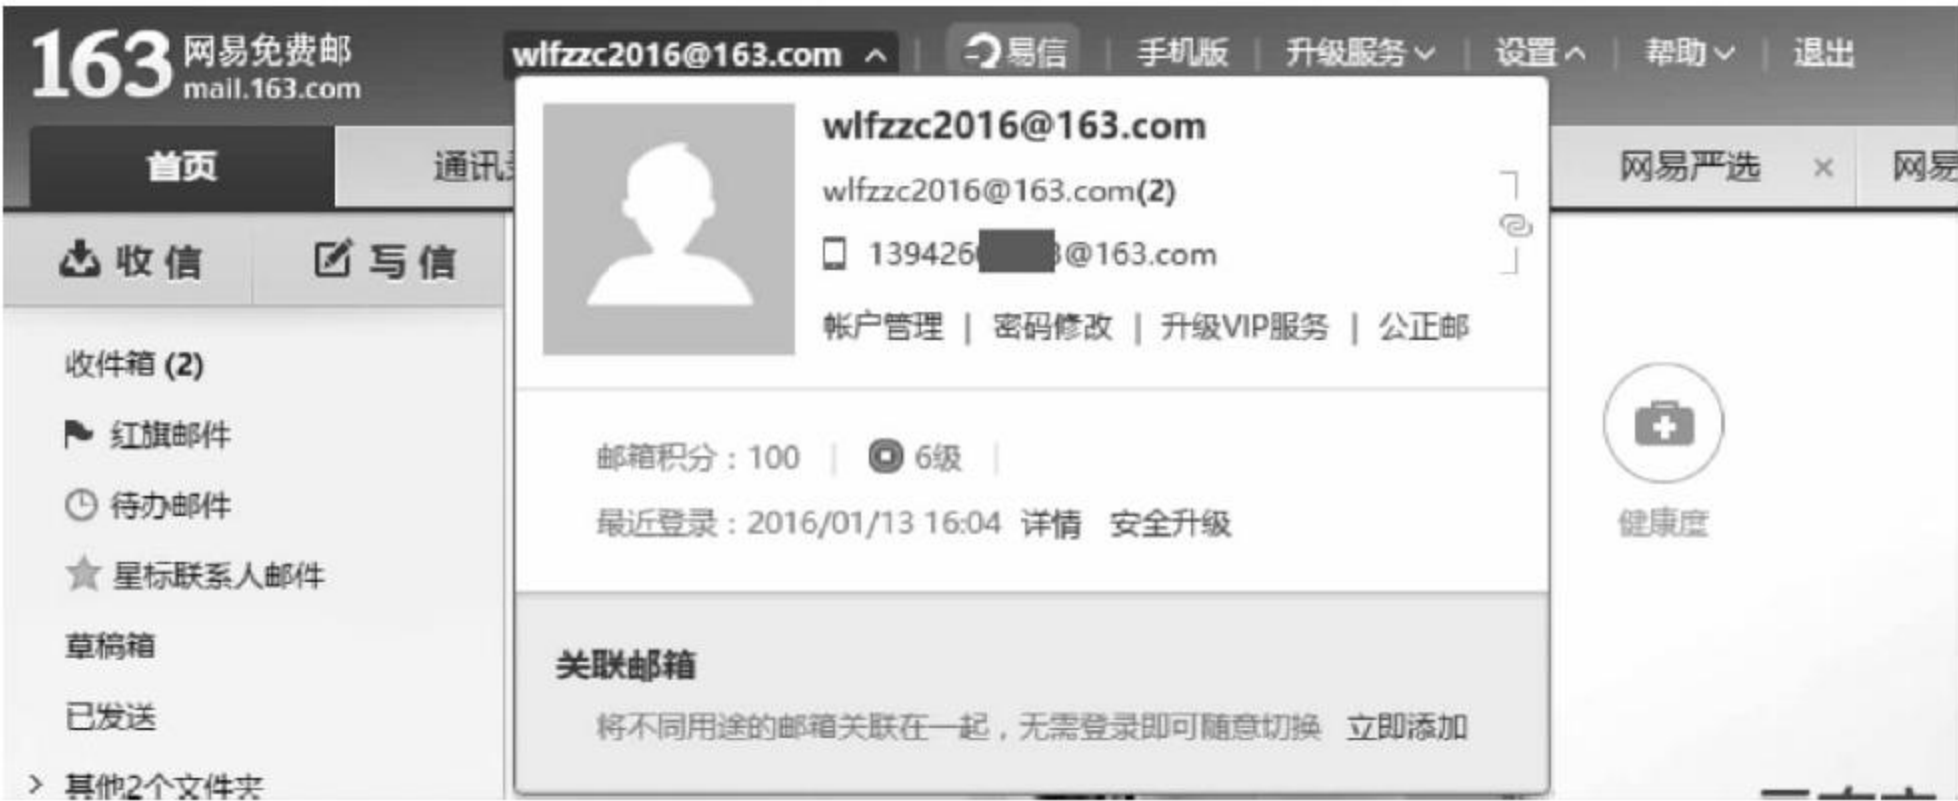 163 网易免费邮
mail.163.com
wlfzzc2016@163.com
易信 | 手机版 | 升级服务 | 设置 | 帮助 | 退出
首页
通讯
网易严选 ×
网易
收信
写信
收件箱 (2)
红旗邮件
待办邮件
星标联系人邮件
草稿箱
已发送
其他2个文件夹
wlfzzc2016@163.com
wlfzzc2016@163.com(2)
139426 @163.com
帐户管理 | 密码修改 | 升级VIP服务 | 公正邮
邮箱积分：100 | 6级 |
最近登录：2016/01/13 16:04 详情 安全升级
关联邮箱
将不同用途的邮箱关联在一起，无需登录即可随意切换 立即添加
健康度